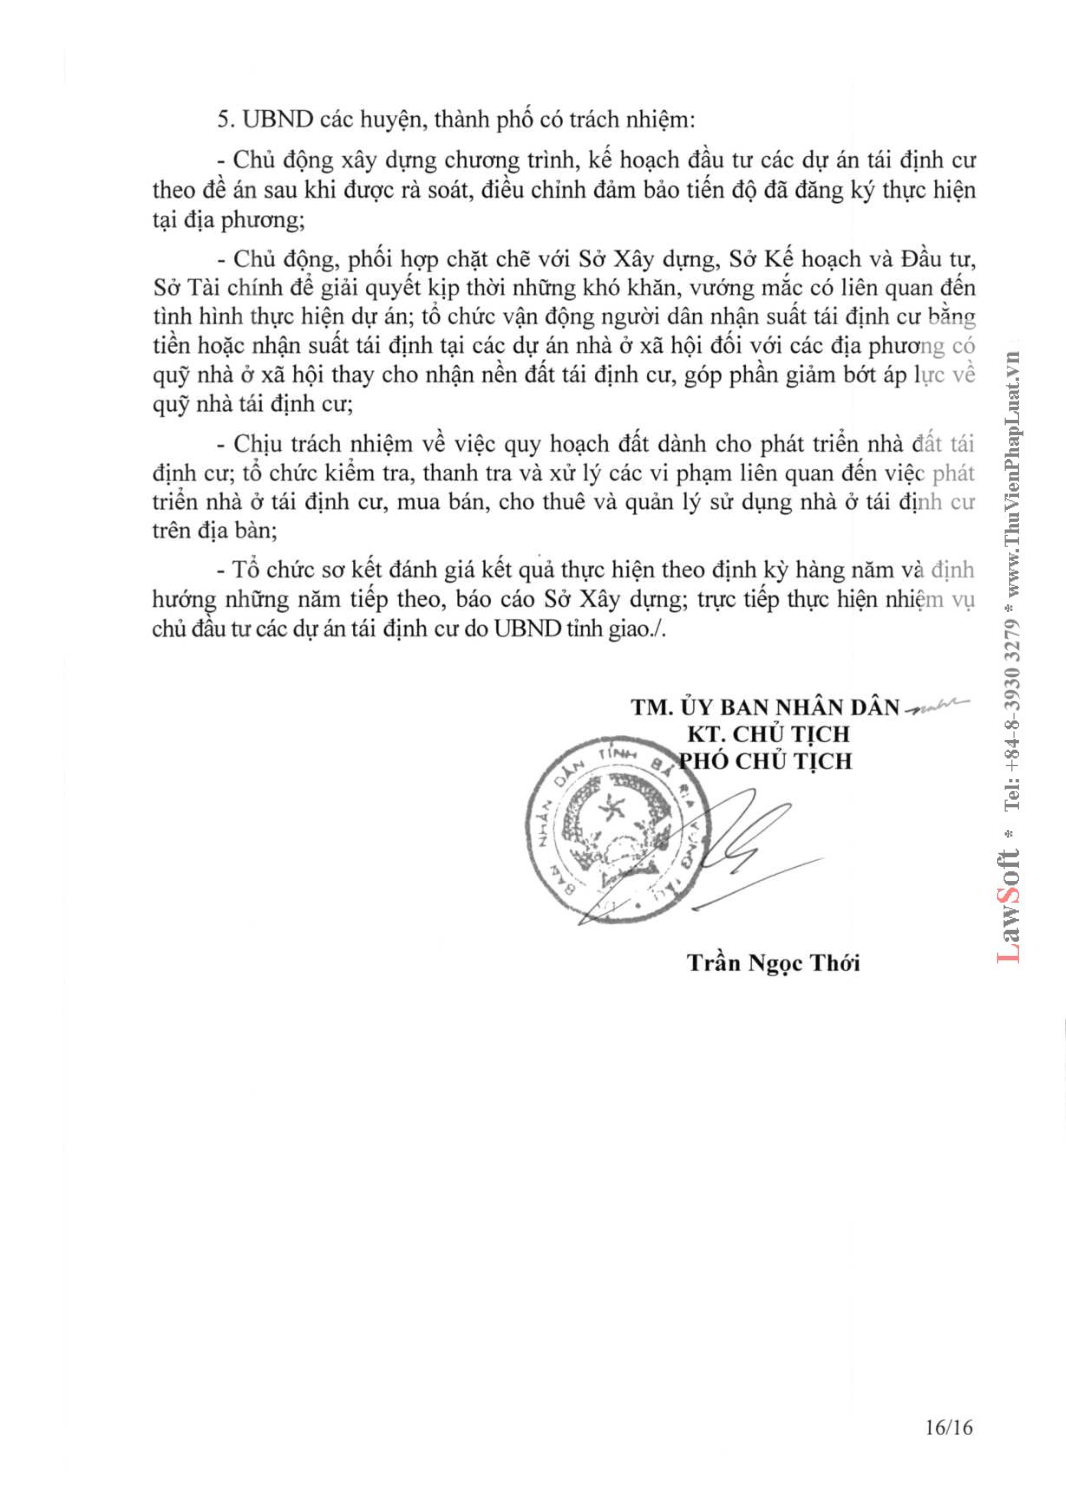 5. UBND các huyện, thành phố có trách nhiệm:
- Chủ động xây dựng chương trình, kế hoạch đầu tư các dự án tái định cư
theo đề án sau khi được rà soát, điều chỉnh đảm bảo tiến độ đã đăng ký thực hiện
tại địa phương;
- Chủ động, phối hợp chặt chẽ với Sở Xây dựng, Sở Kế hoạch và Đầu tư,
Sở Tài chính để giải quyết kịp thời những khó khăn, vướng mắc có liên quan đến
tình hình thực hiện dự án; tổ chức vận động người dân nhận suất tái định cư bằng
tiền hoặc nhận suất tái định tại các dự án nhà ở xã hội đối với các địa phương có
quỹ nhà ở xã hội thay cho nhận nền đất tái định cư, góp phần giảm bớt áp lực về
quỹ nhà tái định cư;
- Chịu trách nhiệm về việc quy hoạch đất dành cho phát triển nhà đất tái
định cư; tổ chức kiểm tra, thanh tra và xử lý các vi phạm liên quan đến việc phát
triển nhà ở tái định cư, mua bán, cho thuê và quản lý sử dụng nhà ở tái định cư
trên địa bàn;
- Tổ chức sơ kết đánh giá kết quả thực hiện theo định kỳ hàng năm và định
hướng những năm tiếp theo, báo cáo Sở Xây dựng; trực tiếp thực hiện nhiệm vụ
chủ đầu tư các dự án tái định cư do UBND tỉnh giao./.
TM. ỦY BAN NHÂN DÂN
KT. CHỦ TỊCH
PHÓ CHỦ TỊCH
BAN NHÂN DÂN TỈNH BÀ RỊA VŨNG TÀU
Trần Ngọc Thới
16/16
LawSoft * Tel: +84-8-3930 3279 * www.ThuVienPhapLuat.vn